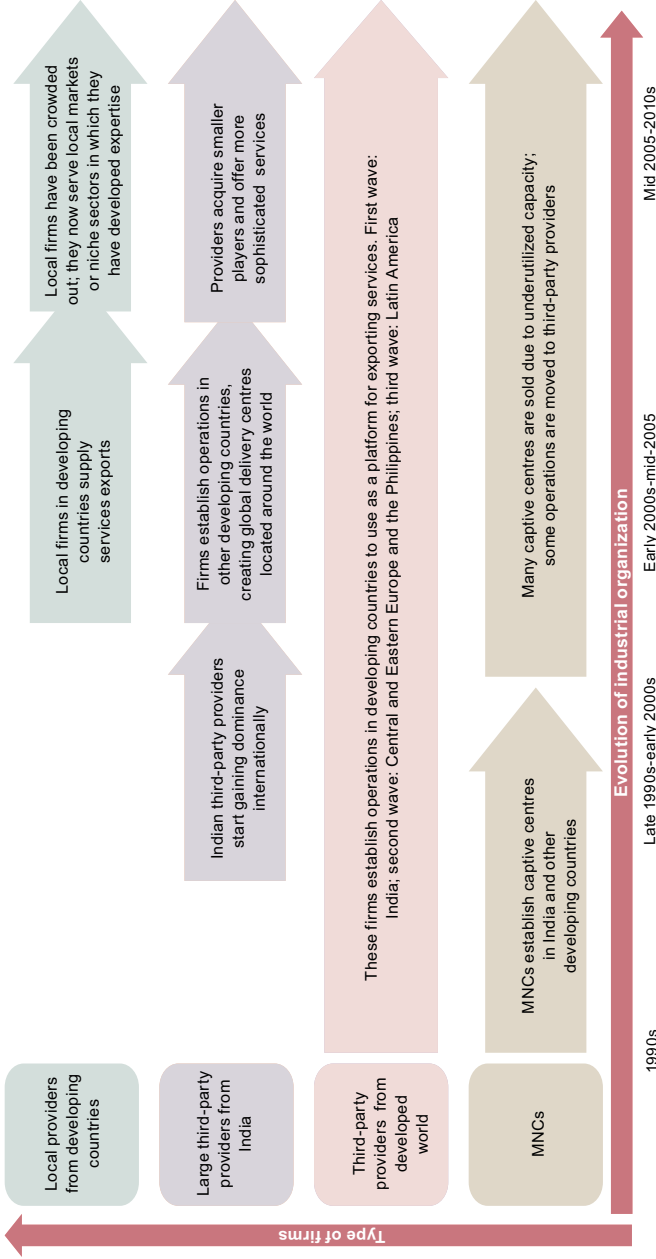 Type of firms
Local providers
from developing
countries
Local firms in developing
countries supply
services exports
Local firms have been crowded
out; they now serve local markets
or niche sectors in which they
have developed expertise
Large third-party
providers from
India
Indian third-party providers
start gaining dominance
internationally
Firms establish operations in
other developing countries,
creating global delivery centres
located around the world
Providers acquire smaller
players and offer more
sophisticated services
Third-party
providers from
developed
world
These firms establish operations in developing countries to use as a platform for exporting services. First wave:
India; second wave: Central and Eastern Europe and the Philippines; third wave: Latin America
MNCs
MNCs establish captive centres
in India and other
developing countries
Many captive centres are sold due to underutilized capacity;
some operations are moved to third-party providers
Evolution of industrial organization
1990s
Late 1990s-early 2000s
Early 2000s-mid-2005
Mid 2005-2010s